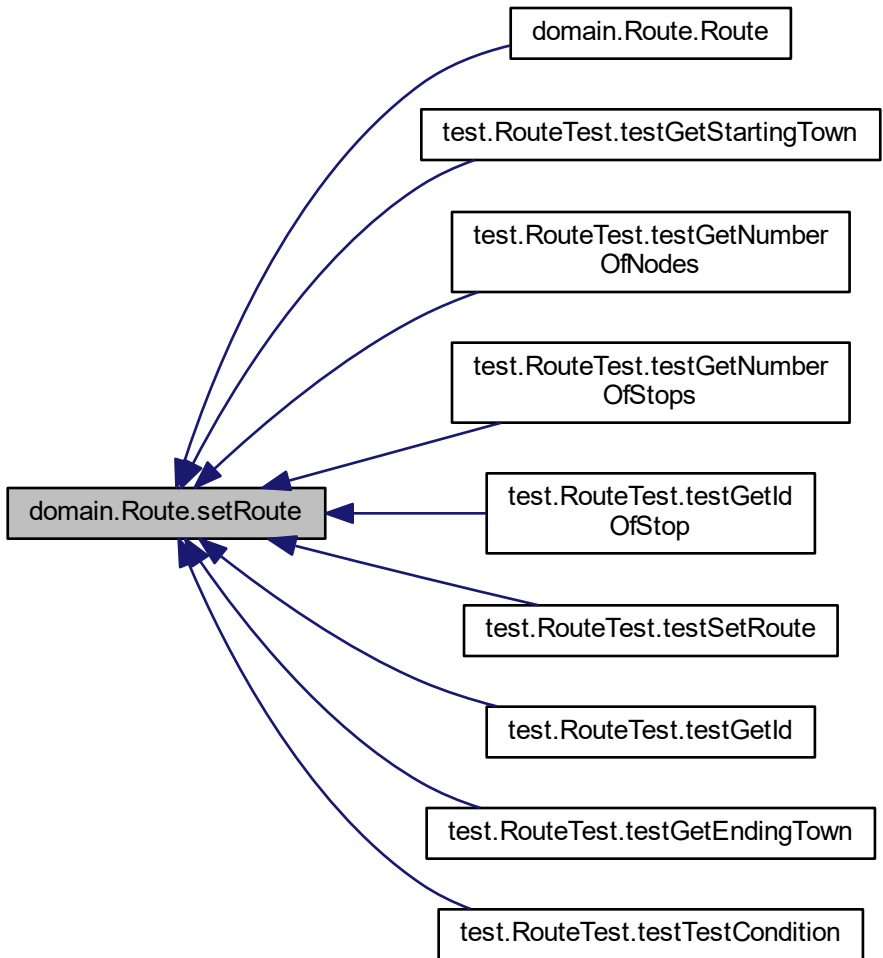 domain.Route.Route
test.RouteTest.testGetStartingTown
test.RouteTest.testGetNumber
OfNodes
test.RouteTest.testGetNumber
OfStops
test.RouteTest.testGetId
OfStop
domain.Route.setRoute
test.RouteTest.testSetRoute
test.RouteTest.testGetId
test.RouteTest.testGetEndingTown
test.RouteTest.testTestCondition